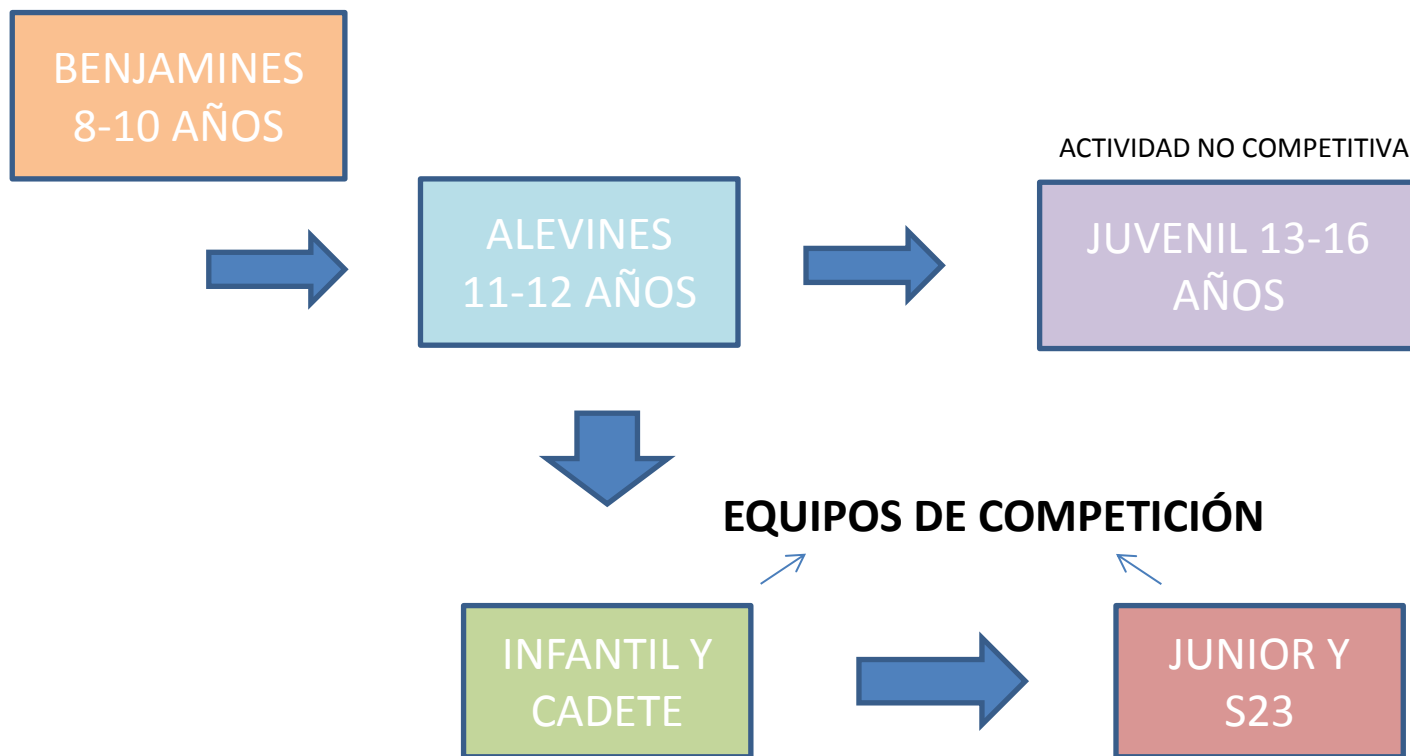 BENJAMINES
8-10 AÑOS
ACTIVIDAD NO COMPETITIVA
ALEVINES
11-12 AÑOS
JUVENIL 13-16
AÑOS
EQUIPOS DE COMPETICIÓN
INFANTIL Y
CADETE
JUNIOR Y
S23